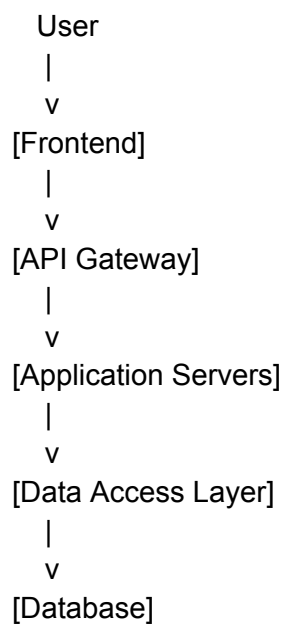 User
|
v
[Frontend]
|
v
[API Gateway]
|
v
[Application Servers]
|
v
[Data Access Layer]
|
v
[Database]